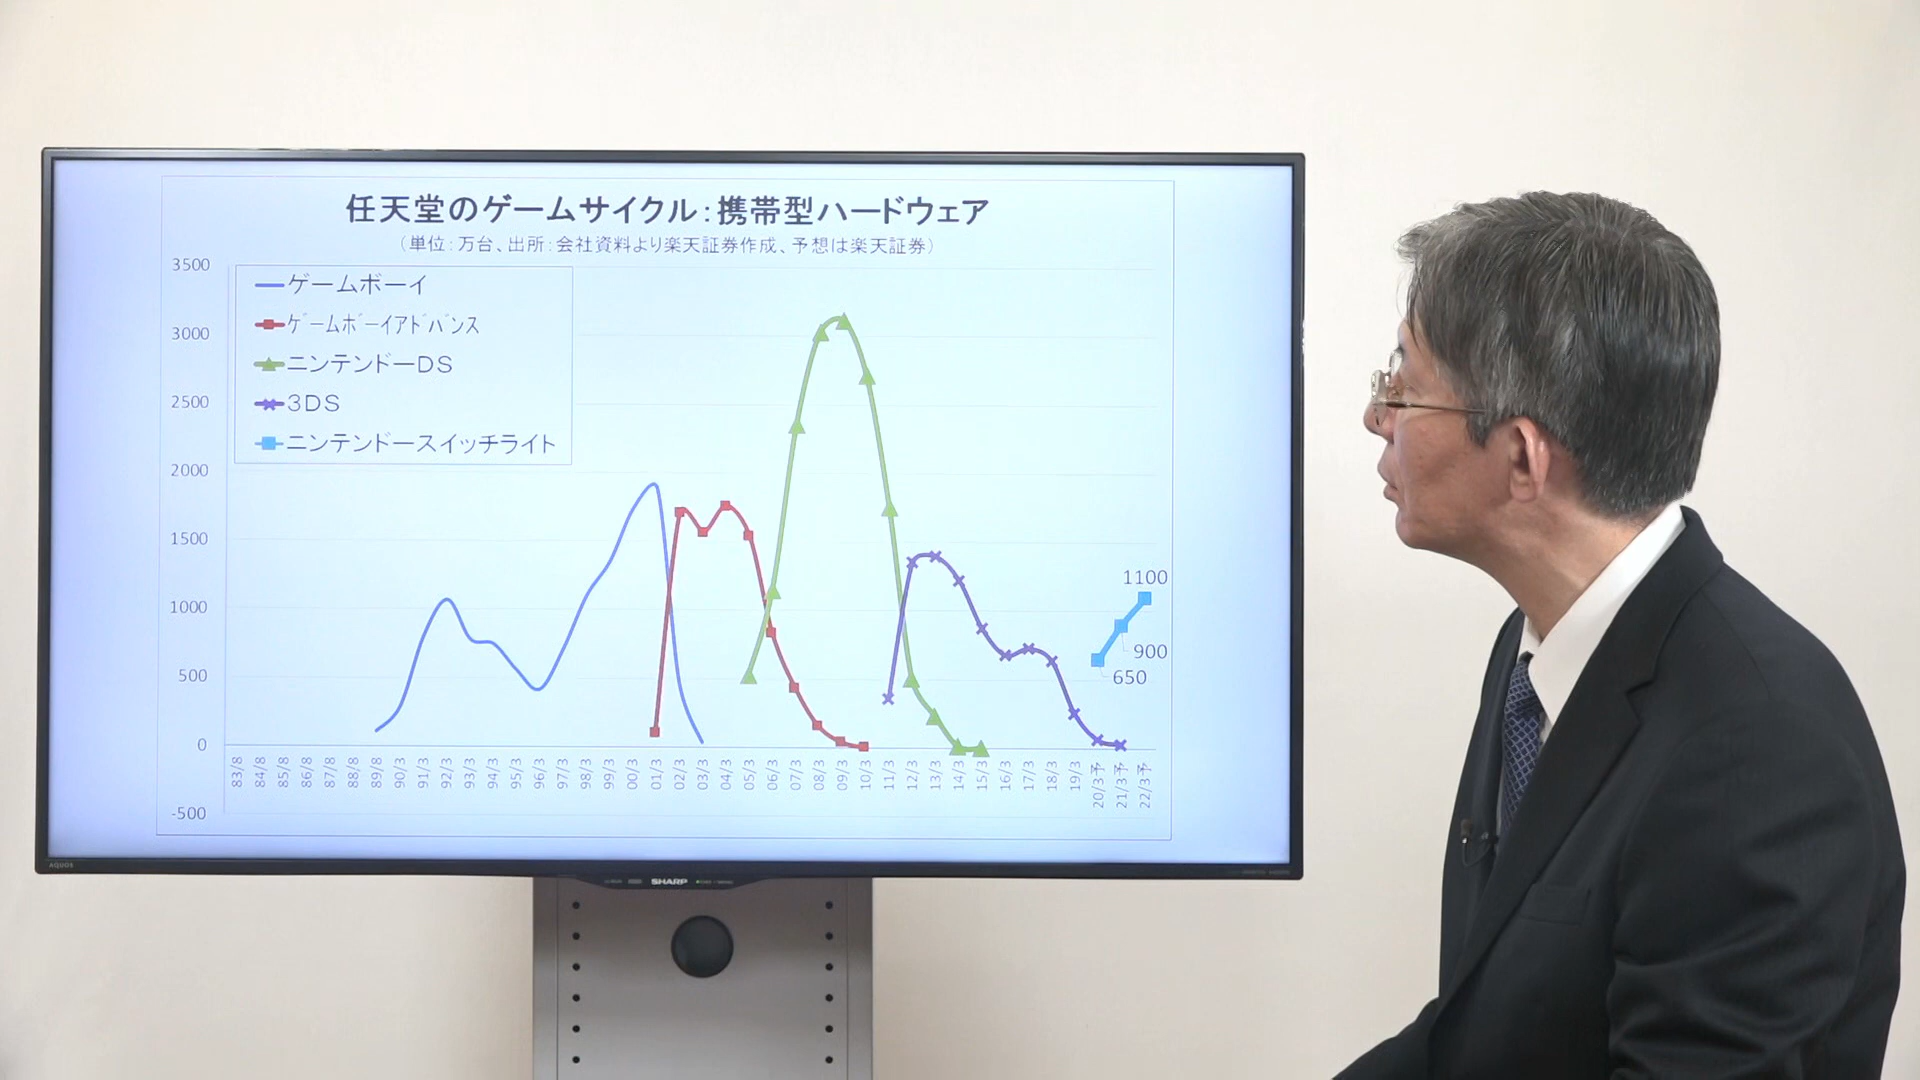 任天堂のゲームサイクル：携帯型ハードウェア
（単位：万台、出所：会社資料より楽天証券作成、予想は楽天証券）
3500
3000
2500
2000
1500
1000
500
0
-500
ゲームボーイ
ｹﾞｰﾑﾎﾞｰｲｱﾄﾞﾊﾞﾝｽ
ニンテンドーDS
3DS
ニンテンドースイッチライト
1100
900
650
83/8 84/8 85/8 86/8 87/8 88/8 89/8 90/3 91/3 92/3 93/3 94/3 95/3 96/3 97/3 98/3 99/3 00/3 01/3 02/3 03/3 04/3 05/3 06/3 07/3 08/3 09/3 10/3 11/3 12/3 13/3 14/3 15/3 16/3 17/3 18/3 19/3 20/3予 21/3予 22/3予
AQUOS
SHARP